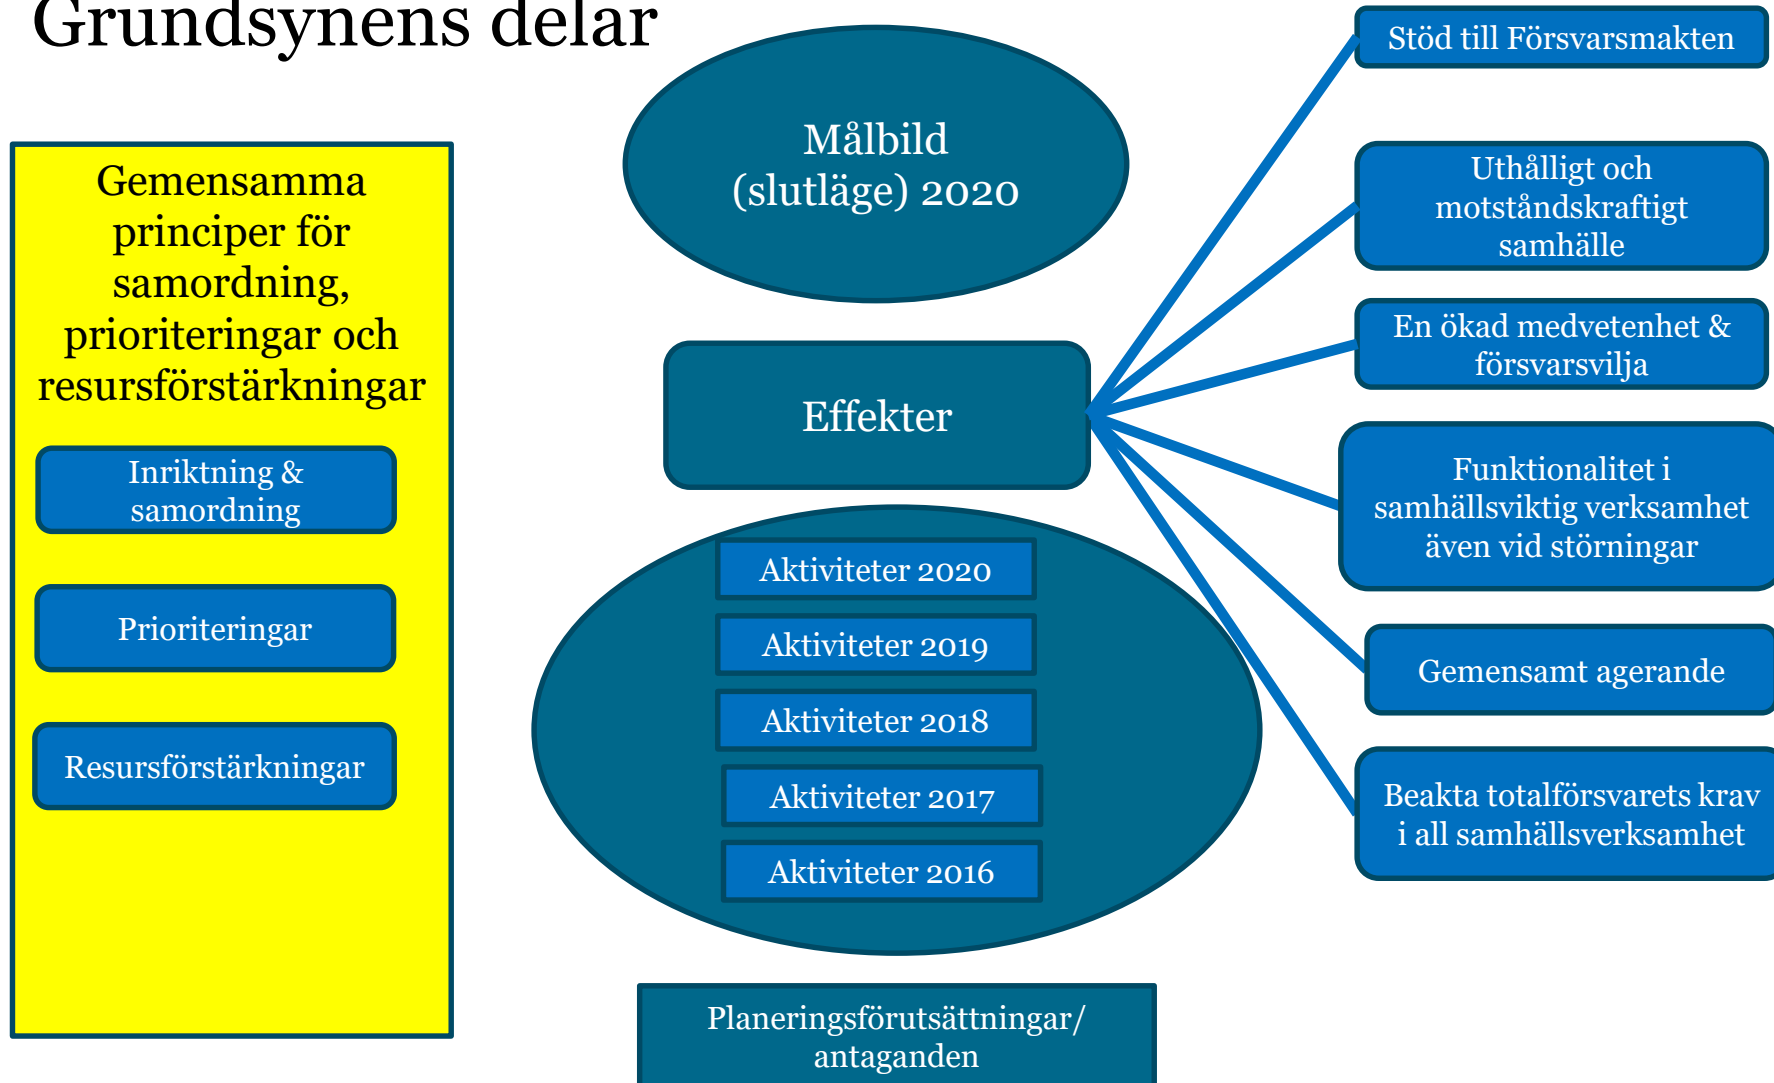 Grundsynens delar
Gemensamma
principer för
samordning,
prioriteringar och
resursförstärkningar
Inriktning &
samordning
Prioriteringar
Resursförstärkningar
Målbild
(slutläge) 2020
Effekter
Aktiviteter 2020
Aktiviteter 2019
Aktiviteter 2018
Aktiviteter 2017
Aktiviteter 2016
Planeringsförutsättningar/
antaganden
Stöd till Försvarsmakten
Uthålligt och
motståndskraftigt
samhälle
En ökad medvetenhet &
försvarsvilja
Funktionalitet i
samhällsviktig verksamhet
även vid störningar
Gemensamt agerande
Beakta totalförsvarets krav
i all samhällsverksamhet